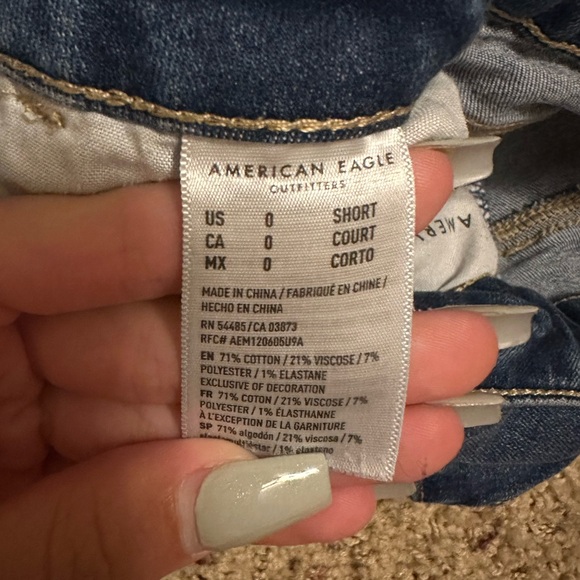 AMERICAN EAGLE
OUTFITTERS
US 0 SHORT
CA 0 COURT
MX 0 CORTO
MADE IN CHINA / FABRIQUÉ EN CHINE /
HECHO EN CHINA
RN 54485 / CA 03873
RFC# AEM120605U9A
EN 71% COTTON / 21% VISCOSE / 7%
POLYESTER / 1% ELASTANE
EXCLUSIVE OF DECORATION
FR 71% COTON / 21% VISCOSE / 7%
POLYESTER / 1% ÉLASTHANNE
À L'EXCEPTION DE LA GARNITURE
SP 71% algodón / 21% viscosa / 7%
/ 1% elastano